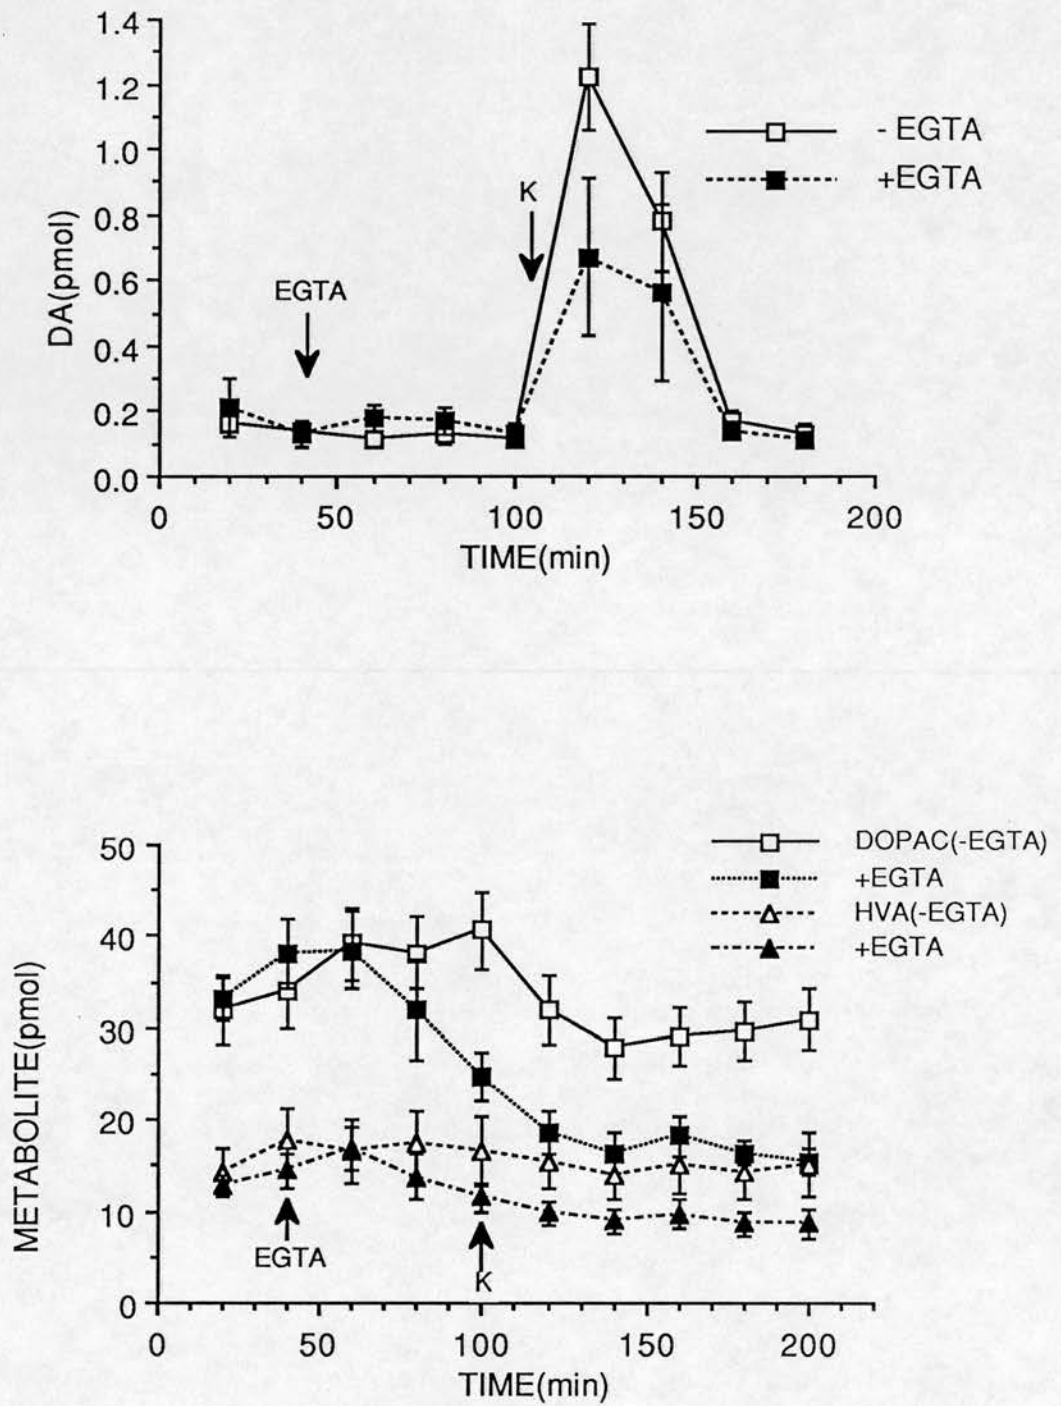 1.4
1.2
1.0
0.8
0.6
0.4
0.2
0.0
DA(pmol)
EGTA
K
- EGTA
+EGTA
0 50 100 150 200
TIME(min)
50
40
30
20
10
0
METABOLITE(pmol)
DOPAC(-EGTA)
+EGTA
HVA(-EGTA)
+EGTA
EGTA
K
0 50 100 150 200
TIME(min)